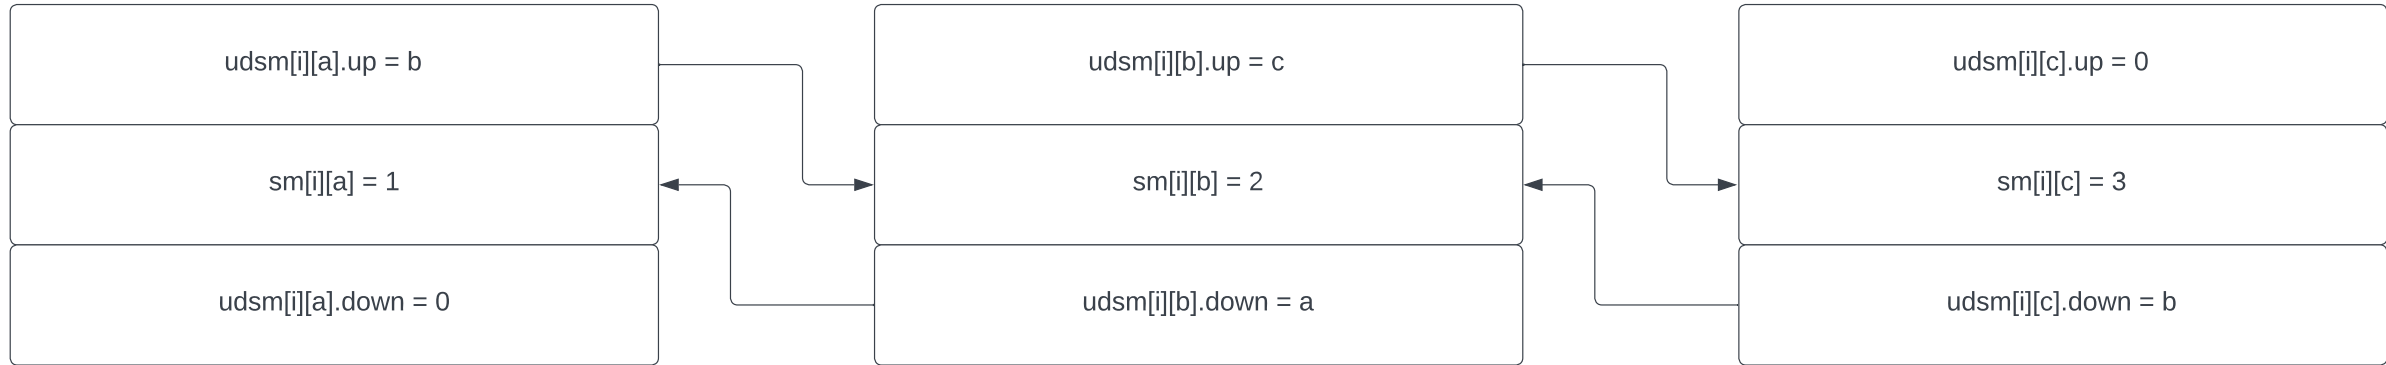 udsm[i][a].up = b
sm[i][a] = 1
udsm[i][a].down = 0
udsm[i][b].up = c
sm[i][b] = 2
udsm[i][b].down = a
udsm[i][c].up = 0
sm[i][c] = 3
udsm[i][c].down = b